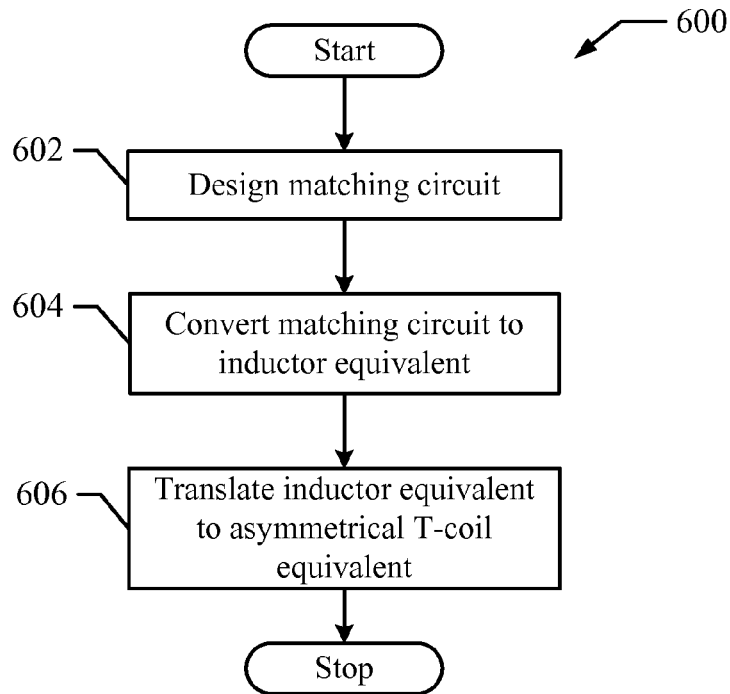 600
Start
602
Design matching circuit
604
Convert matching circuit to
inductor equivalent
606
Translate inductor equivalent
to asymmetrical T-coil
equivalent
Stop